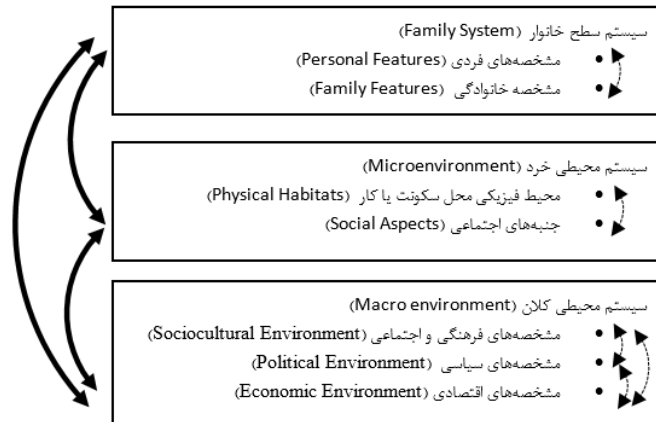 سیستم سطح خانوار (Family System)
• مشخصه‌های فردی (Personal Features)
• مشخصه خانوادگی (Family Features)
سیستم محیطی خرد (Microenvironment)
• محیط فیزیکی محل سکونت یا کار (Physical Habitats)
• جنبه‌های اجتماعی (Social Aspects)
سیستم محیطی کلان (Macro environment)
• مشخصه‌های فرهنگی و اجتماعی (Sociocultural Environment)
• مشخصه‌های سیاسی (Political Environment)
• مشخصه‌های اقتصادی (Economic Environment)